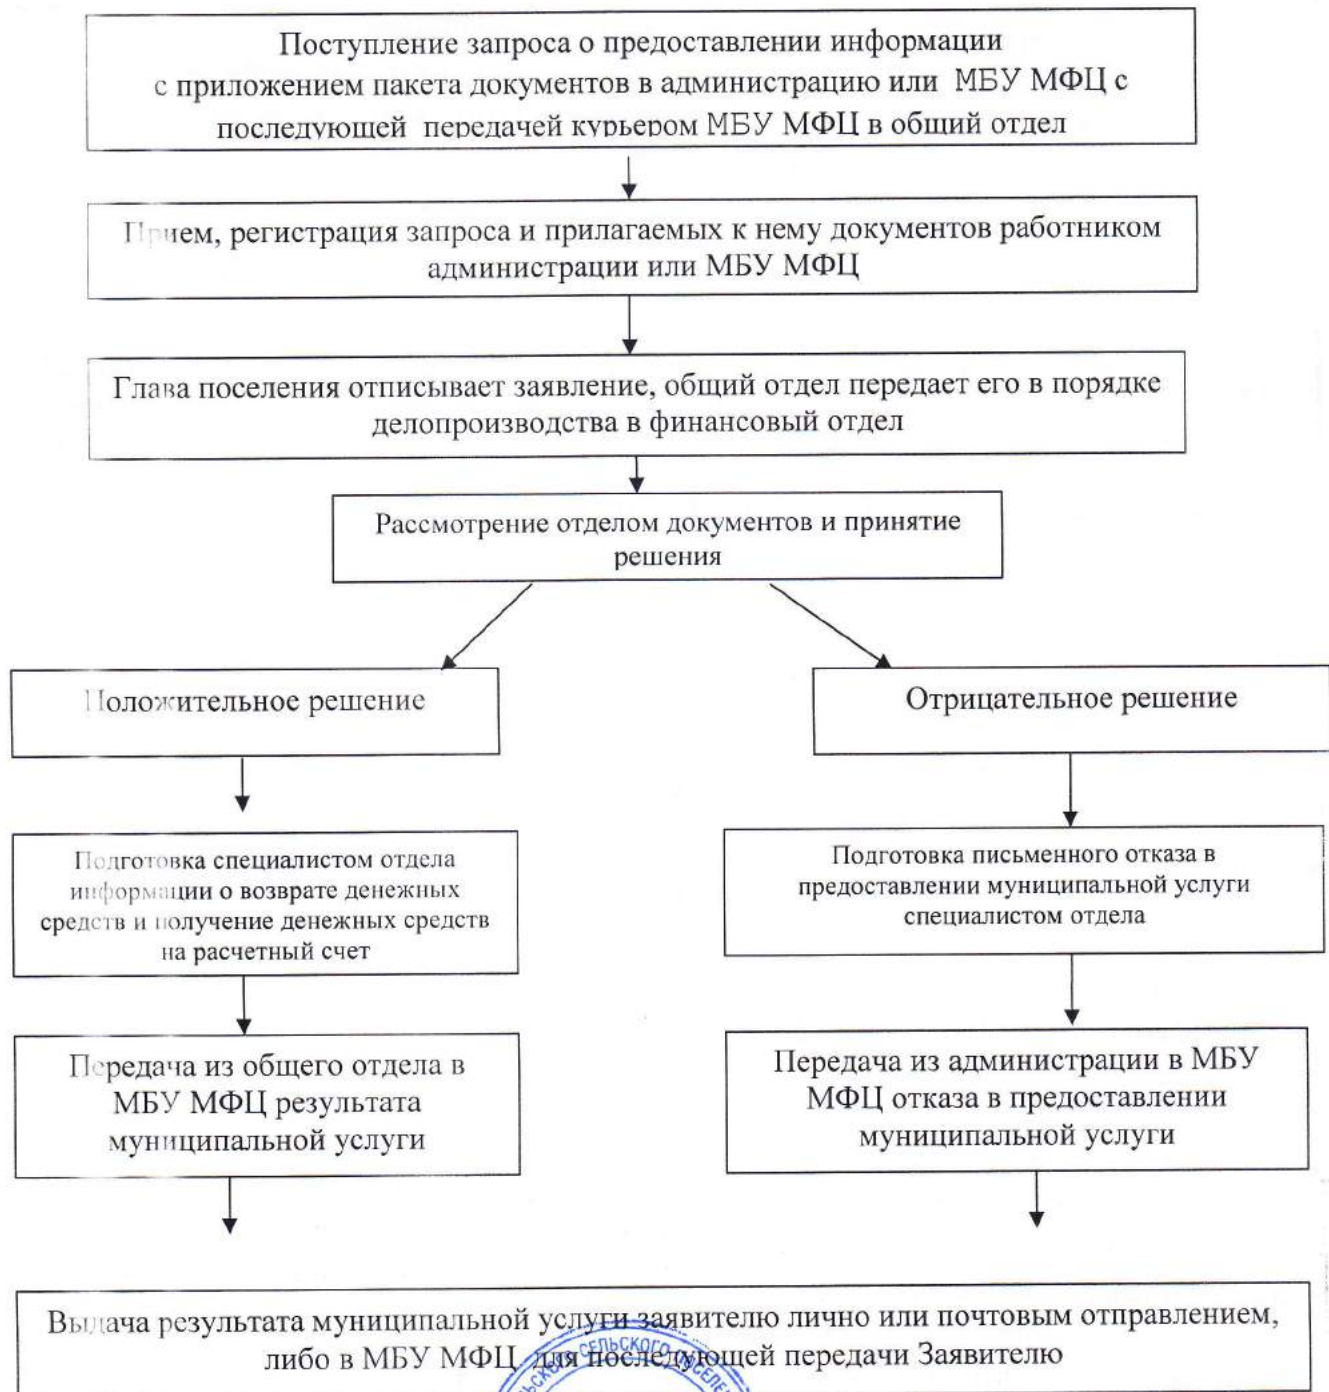 Поступление запроса о предоставлении информации
с приложением пакета документов в администрацию или МБУ МФЦ с
последующей передачей курьером МБУ МФЦ в общий отдел
Прием, регистрация запроса и прилагаемых к нему документов работником
администрации или МБУ МФЦ
Глава поселения отписывает заявление, общий отдел передает его в порядке
делопроизводства в финансовый отдел
Рассмотрение отделом документов и принятие
решения
Положительное решение
Отрицательное решение
Подготовка специалистом отдела
информации о возврате денежных
средств и получение денежных средств
на расчетный счет
Подготовка письменного отказа в
предоставлении муниципальной услуги
специалистом отдела
Передача из общего отдела в
МБУ МФЦ результата
муниципальной услуги
Передача из администрации в МБУ
МФЦ отказа в предоставлении
муниципальной услуги
Выдача результата муниципальной услуги заявителю лично или почтовым отправлением,
либо в МБУ МФЦ для последующей передачи Заявителю
СЕЛЬСКОГО